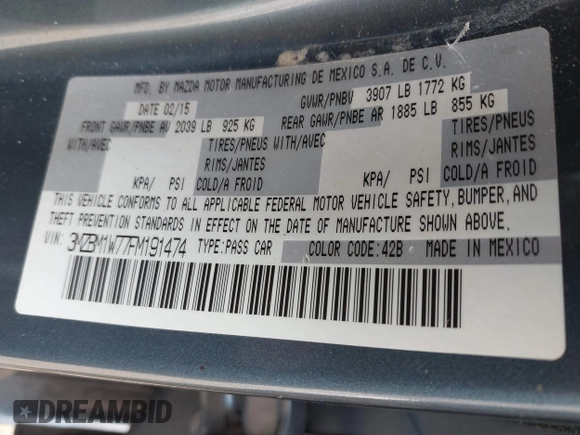 MFD. BY MAZDA MOTOR MANUFACTURING DE MEXICO S.A. DE C.V.
DATE 02/15 GVWR/PNBV 3907 LB 1772 KG
FRONT GAWR/PNBE AV 2039 LB 925 KG REAR GAWR/PNBE AR 1885 LB 855 KG
WITH/AVEC TIRES/PNEUS WITH/AVEC TIRES/PNEUS
RIMS/JANTES RIMS/JANTES
KPA/ PSI COLD/A FROID KPA/ PSI COLD/A FROID
THIS VEHICLE CONFORMS TO ALL APPLICABLE FEDERAL MOTOR VEHICLE SAFETY, BUMPER, AND
THEFT PREVENTION STANDARDS IN EFFECT ON THE DATE OF MANUFACTURE SHOWN ABOVE.
VIN: 3MZBM1W77FM191474 TYPE:PASS CAR COLOR CODE:42B MADE IN MEXICO
DREAMBID